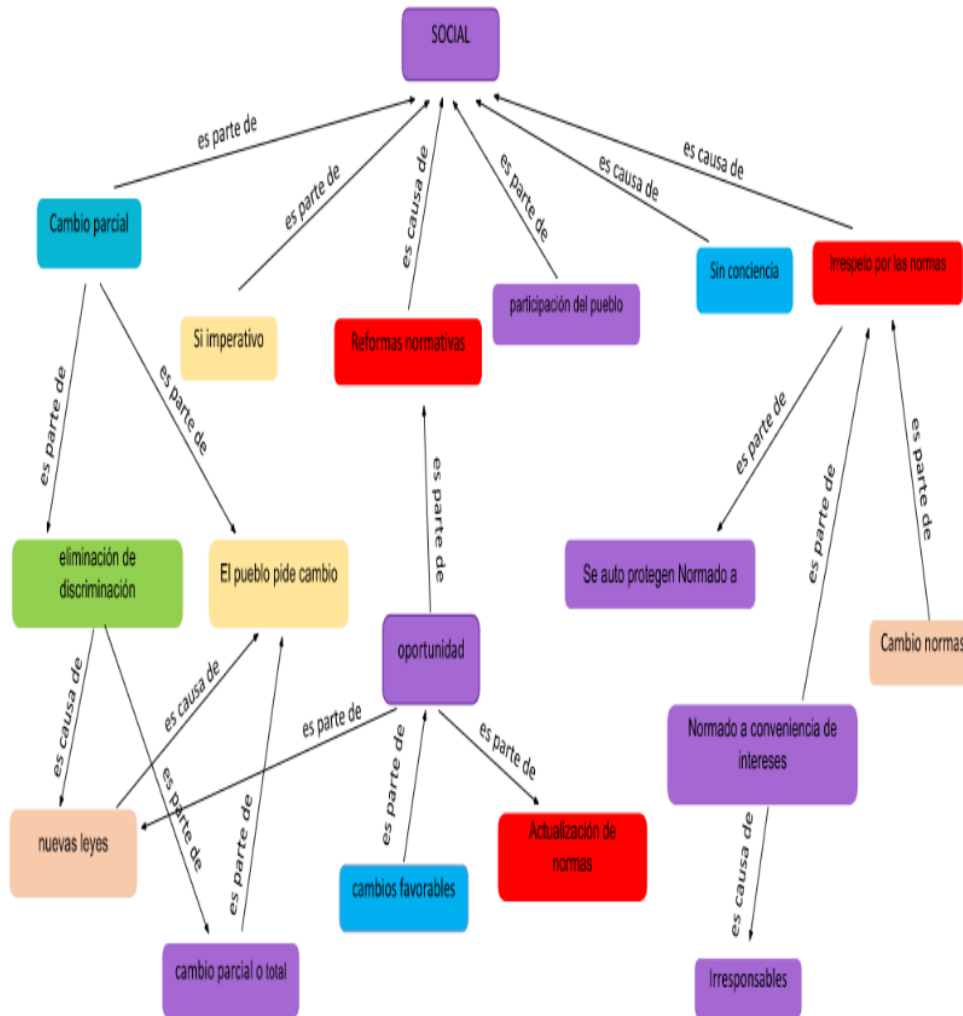 SOCIAL
es parte de
es parte de
es causa de
es parte de
es causa de
es causa de
Cambio parcial
Si imperativo
Reformas normativas
participación del pueblo
Sin conciencia
Irrespeto por las normas
es parte de
es parte de
es parte de
es parte de
es parte de
es parte de
eliminación de
discriminación
El pueblo pide cambio
Se auto protegen Normado a
oportunidad
Cambio normas
es causa de
es parte de
es causa de
es parte de
es parte de
es parte de
es parte de
Normado a conveniencia de
intereses
nuevas leyes
cambios favorables
Actualización de
normas
es causa de
cambio parcial o total
Irresponsables